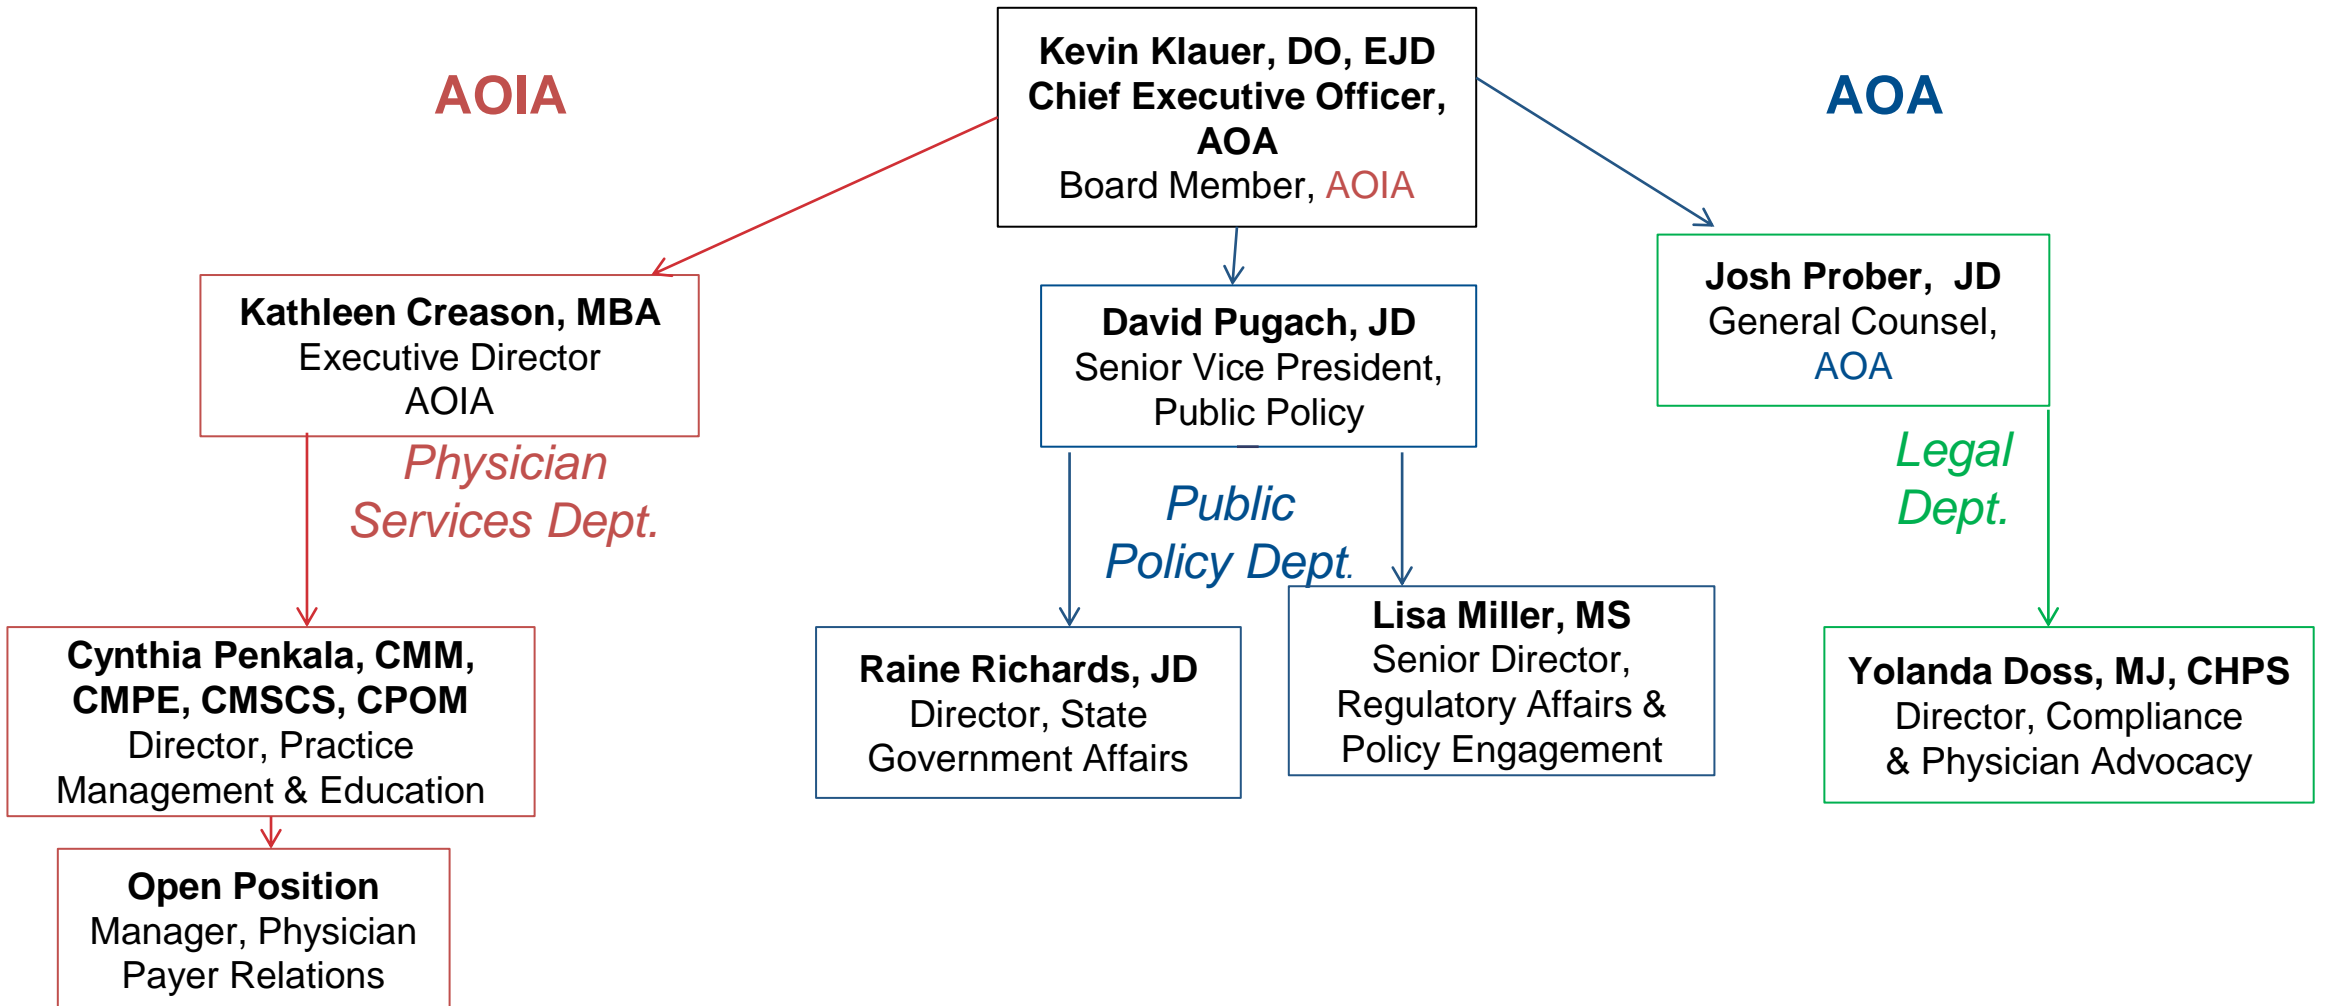 AOIA
Kevin Klauer, DO, EJD
Chief Executive Officer,
AOA
Board Member, AOIA
AOA
Kathleen Creason, MBA
Executive Director
AOIA
David Pugach, JD
Senior Vice President,
Public Policy
Josh Prober,  JD
General Counsel,
AOA
Physician
Services Dept.
Public
Policy Dept.
Legal
Dept.
Cynthia Penkala, CMM,
CMPE, CMSCS, CPOM
Director, Practice
Management & Education
Raine Richards, JD
Director, State
Government Affairs
Lisa Miller, MS
Senior Director,
Regulatory Affairs &
Policy Engagement
Yolanda Doss, MJ, CHPS
Director, Compliance
& Physician Advocacy
Open Position
Manager, Physician
Payer Relations